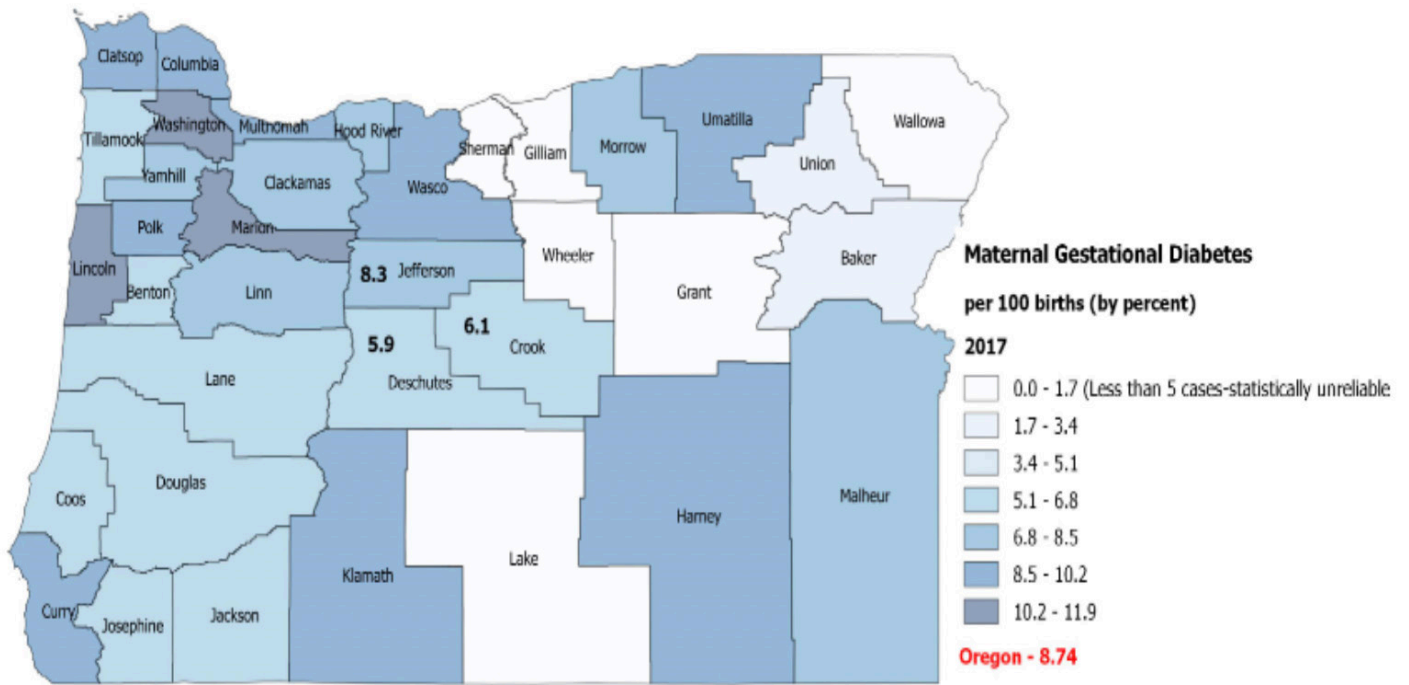 Clatsop
Columbia
Tillamook
Washington
Multnomah
Hood River
Sherman
Gilliam
Morrow
Umatilla
Wallowa
Union
Yamhill
Clackamas
Wasco
Polk
Marion
Lincoln
Benton
Linn
8.3
Jefferson
Wheeler
Grant
Baker
6.1
Crook
5.9
Deschutes
Lane
Coos
Douglas
Klamath
Lake
Harney
Malheur
Curry
Josephine
Jackson
Maternal Gestational Diabetes
per 100 births (by percent)
2017
0.0 - 1.7 (Less than 5 cases-statistically unreliable
1.7 - 3.4
3.4 - 5.1
5.1 - 6.8
6.8 - 8.5
8.5 - 10.2
10.2 - 11.9
Oregon - 8.74